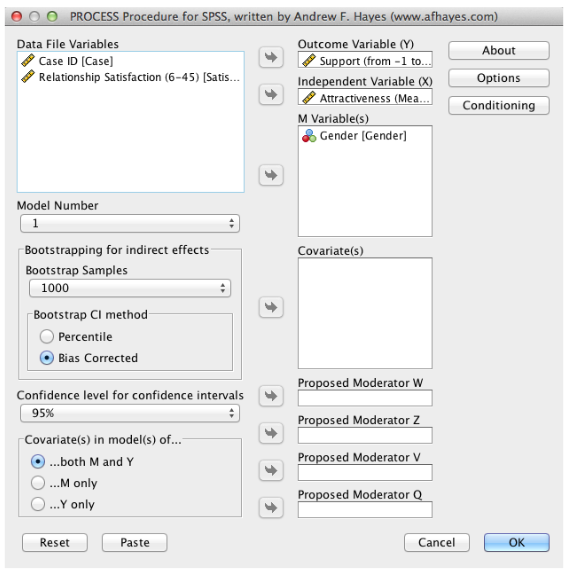 PROCESS Procedure for SPSS, written by Andrew F. Hayes (www.afhayes.com)
Data File Variables
Case ID [Case]
Relationship Satisfaction (6-45) [Satis...
Model Number
1
Bootstrapping for indirect effects
Bootstrap Samples
1000
Bootstrap CI method
Percentile
Bias Corrected
Confidence level for confidence intervals
95%
Covariate(s) in model(s) of...
...both M and Y
...M only
...Y only
Outcome Variable (Y)
Support (from -1 to...
Independent Variable (X)
Attractiveness (Mea...
M Variable(s)
Gender [Gender]
Covariate(s)
Proposed Moderator W
Proposed Moderator Z
Proposed Moderator V
Proposed Moderator Q
About
Options
Conditioning
Reset
Paste
Cancel
OK